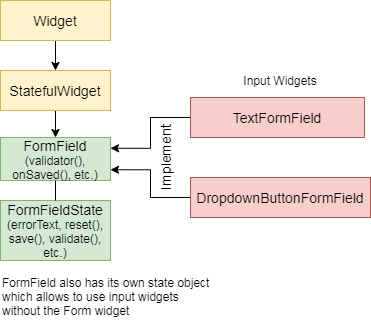 Widget
StatefulWidget
Input Widgets
TextFormField
FormField
(validator(),
onSaved(), etc.)
Implement
DropdownButtonFormField
FormFieldState
(errorText, reset(),
save(), validate(),
etc.)
FormField also has its own state object
which allows to use input widgets
without the Form widget